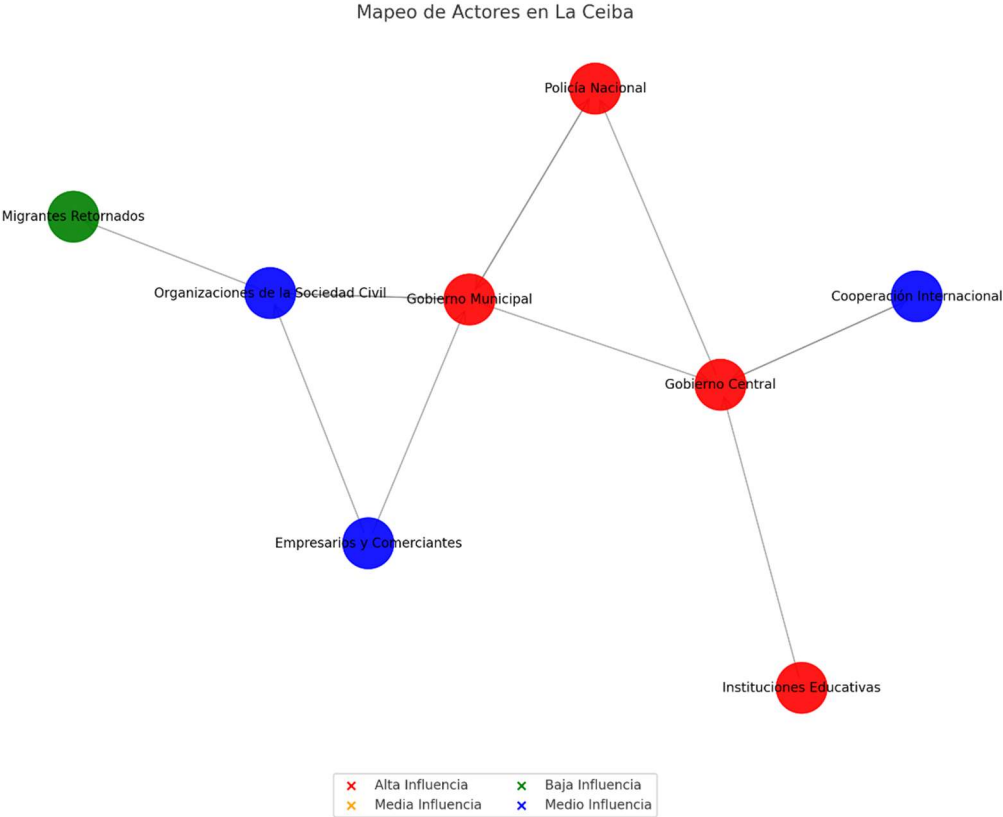 Mapeo de Actores en La Ceiba
Policía Nacional
Migrantes Retornados
Organizaciones de la Sociedad Civil
Gobierno Municipal
Cooperación Internacional
Gobierno Central
Empresarios y Comerciantes
Instituciones Educativas
Alta Influencia
Media Influencia
Baja Influencia
Medio Influencia